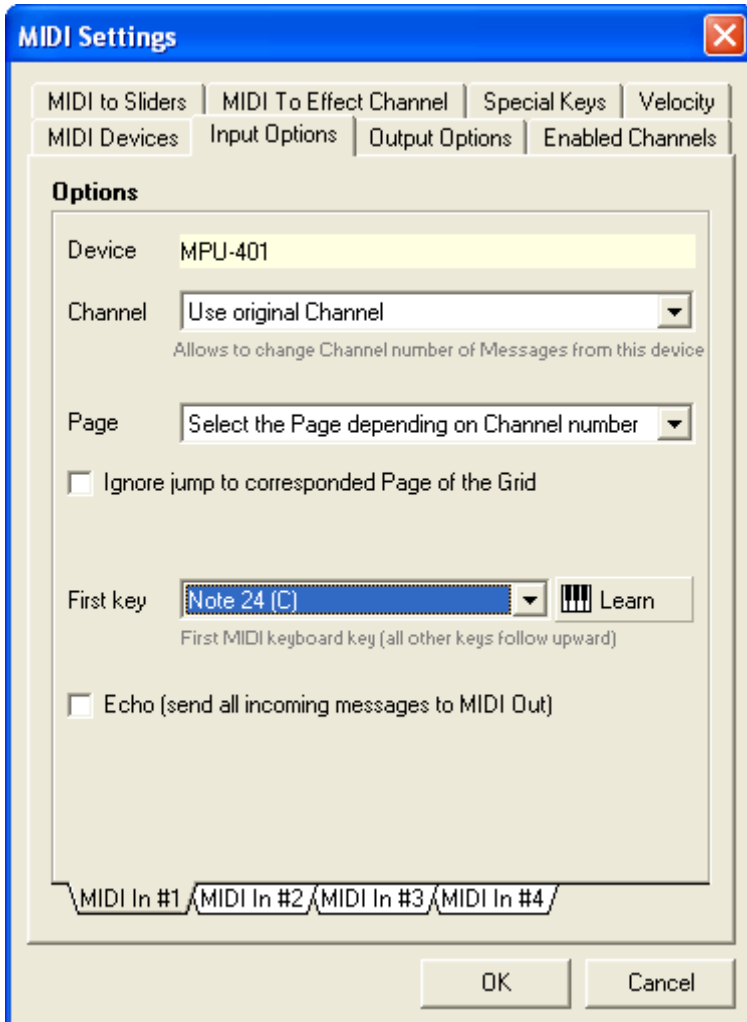 MIDI Settings
MIDI to Sliders MIDI To Effect Channel Special Keys Velocity
MIDI Devices Input Options Output Options Enabled Channels
Options
Device MPU-401
Channel Use original Channel
Allows to change Channel number of Messages from this device
Page Select the Page depending on Channel number
Ignore jump to corresponded Page of the Grid
First key Note 24 (C) Learn
First MIDI keyboard key (all other keys follow upward)
Echo (send all incoming messages to MIDI Out)
MIDI In #1 MIDI In #2 MIDI In #3 MIDI In #4
OK Cancel